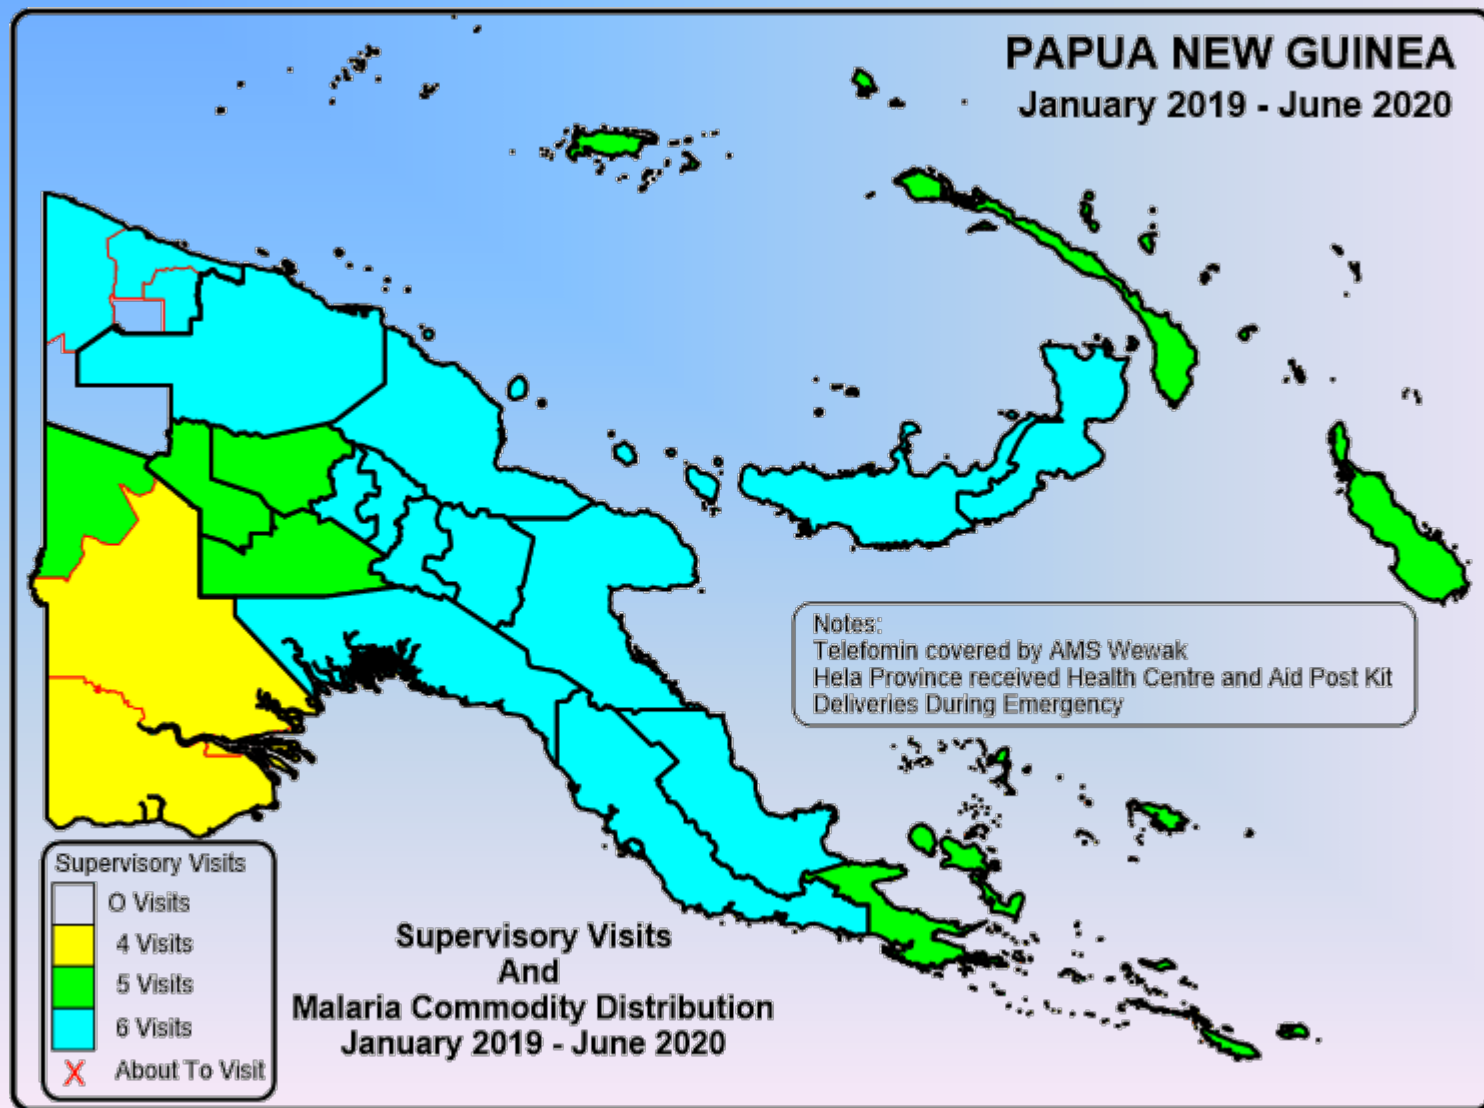 PAPUA NEW GUINEA
January 2019 - June 2020
Notes:
Telefomin covered by AMS Wewak
Hela Province received Health Centre and Aid Post Kit
Deliveries During Emergency
Supervisory Visits
O Visits
4 Visits
5 Visits
6 Visits
X About To Visit
Supervisory Visits
And
Malaria Commodity Distribution
January 2019 - June 2020